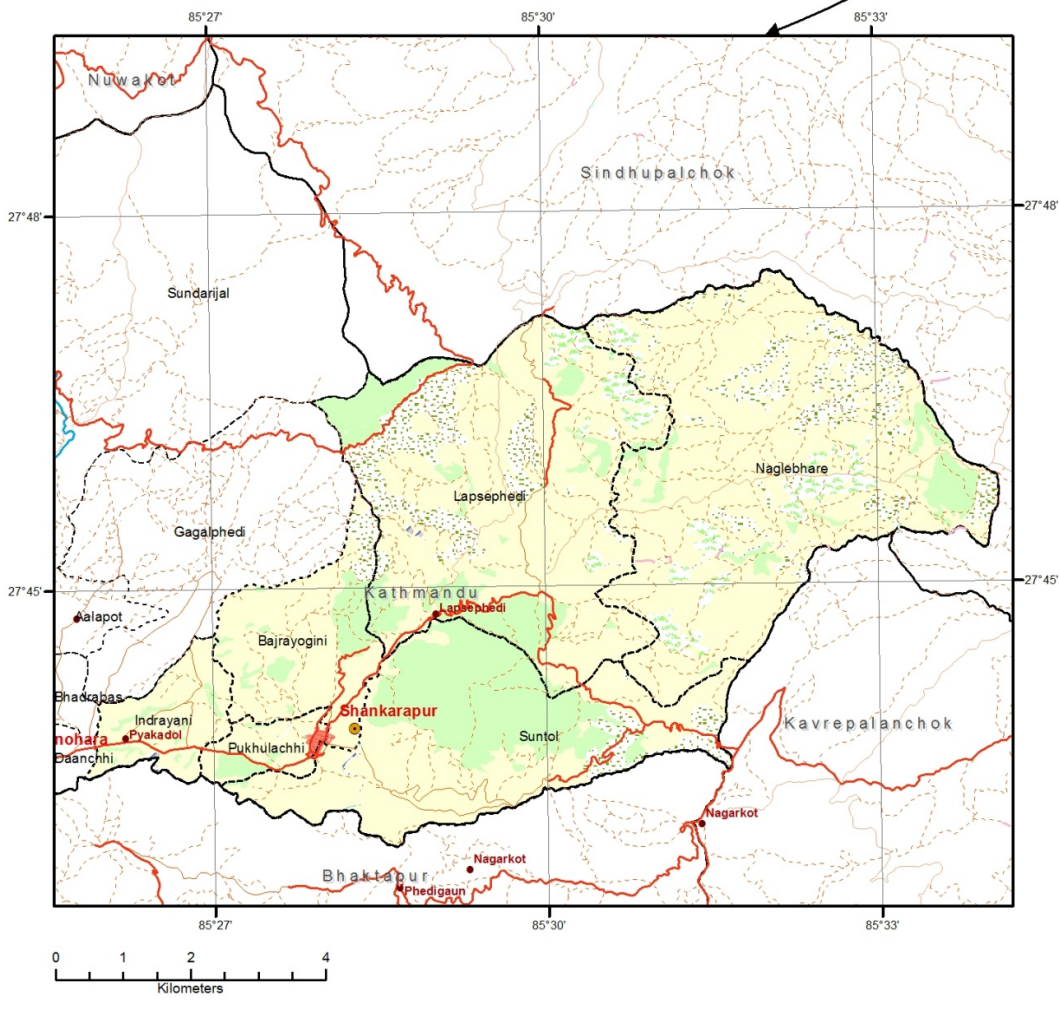 85°27'
85°30'
85°33'
Nuwakot
Sindhupalchok
27°48'
27°48'
Sundarijal
Naglebhare
Lapsephedi
Gagalphedi
27°45'
27°45'
Kathmandu
Lapsephedi
Aalapot
Bajrayogini
Bhadrabas
Shankarapur
Indrayani
Kavrepalanchok
nohara
Pyakadol
Pukhulachhi
Suntol
Daanchhi
Nagarkot
Nagarkot
Bhaktapur
Phedigaun
85°27'
85°30'
85°33'
0 1 2 4
Kilometers